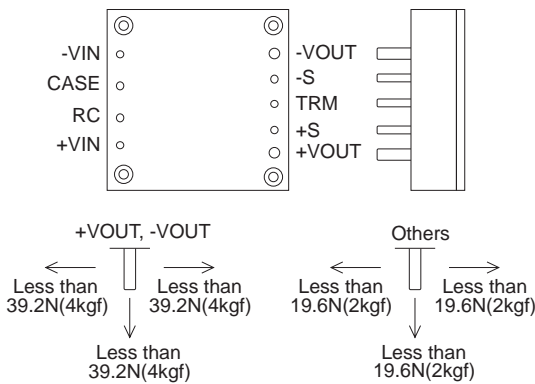 -VIN
CASE
RC
+VIN
-VOUT
-S
TRM
+S
+VOUT
+VOUT, -VOUT
Less than
39.2N(4kgf)
Less than
39.2N(4kgf)
Less than
39.2N(4kgf)
Others
Less than
19.6N(2kgf)
Less than
19.6N(2kgf)
Less than
19.6N(2kgf)